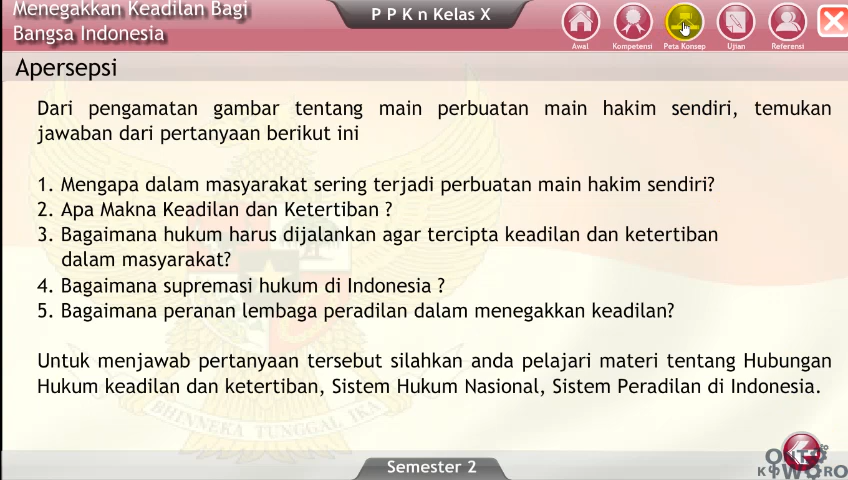 Menegakkan Keadilan Bagi
Bangsa Indonesia
P P K n Kelas X
Awal
Kompetensi
Peta Konsep
Ujian
Referensi
Apersepsi
Dari pengamatan gambar tentang main perbuatan main hakim sendiri, temukan
jawaban dari pertanyaan berikut ini
1. Mengapa dalam masyarakat sering terjadi perbuatan main hakim sendiri?
2. Apa Makna Keadilan dan Ketertiban ?
3. Bagaimana hukum harus dijalankan agar tercipta keadilan dan ketertiban
dalam masyarakat?
4. Bagaimana supremasi hukum di Indonesia ?
5. Bagaimana peranan lembaga peradilan dalam menegakkan keadilan?
Untuk menjawab pertanyaan tersebut silahkan anda pelajari materi tentang Hubungan
Hukum keadilan dan ketertiban, Sistem Hukum Nasional, Sistem Peradilan di Indonesia.
BHINNEKA TUNGGAL IKA
Semester 2